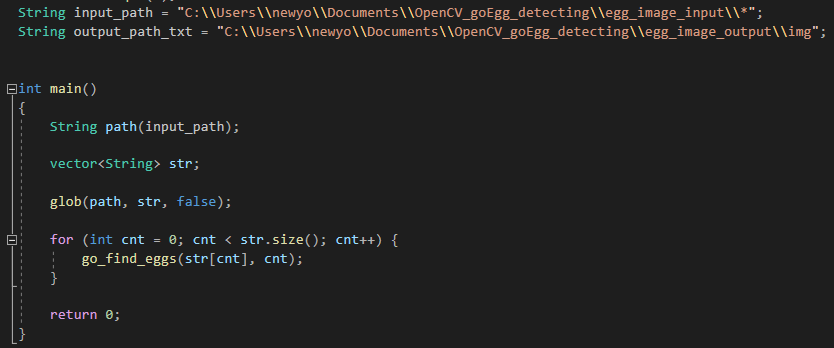 String input_path = "C:\\Users\\newyo\\Documents\\OpenCV_goEgg_detecting\\egg_image_input\\*";
String output_path_txt = "C:\\Users\\newyo\\Documents\\OpenCV_goEgg_detecting\\egg_image_output\\img";
int main()
{
String path(input_path);
vector<String> str;
glob(path, str, false);
for (int cnt = 0; cnt < str.size(); cnt++) {
go_find_eggs(str[cnt], cnt);
}
return 0;
}